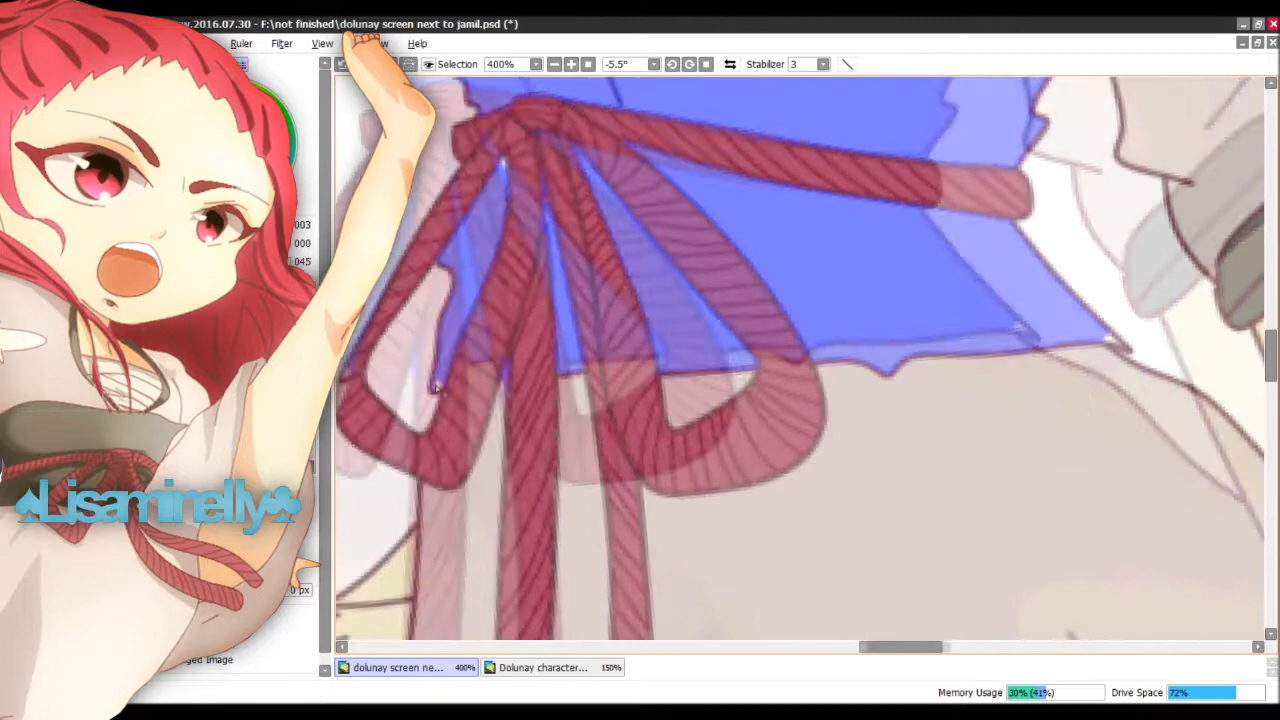 w.2016.07.30 - F:\not finished\dolunay screen next to jamil.psd (*)
Ruler Filter View w Help
Selection 400% -5.5° Stabilizer 3
003
000
045
♠Lisaminelly♣
0 px
ged Image
dolunay screen ne... 400% Dolunay character... 150%
Memory Usage 30% (41%) Drive Space 72%